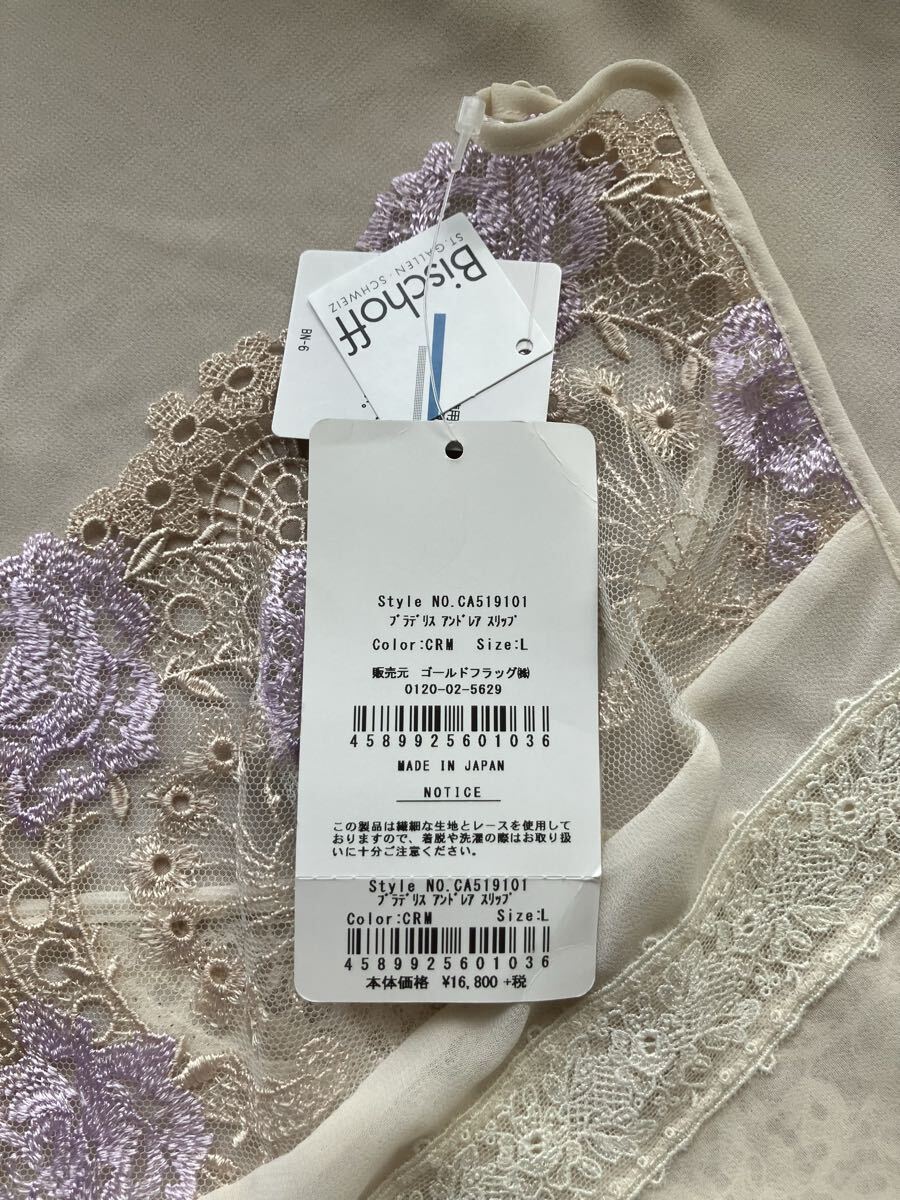 Bischoff
ST.GALLEN・SCHWEIZ
BN-6
用
Style NO.CA519101
ﾌﾞﾗﾃﾞﾘｽ ｱﾝﾄﾞﾚｱ ｽﾘｯﾌﾟ
Color:CRM Size:L
販売元 ゴールドフラッグ㈱
0120-02-5629
4589925601036
MADE IN JAPAN
NOTICE
この製品は繊細な生地とレースを使用して
おりますので、着脱や洗濯の際はお取り扱
いに十分ご注意ください。
Style NO.CA519101
ﾌﾞﾗﾃﾞﾘｽ ｱﾝﾄﾞﾚｱ ｽﾘｯﾌﾟ
Color:CRM Size:L
4589925601036
本体価格 ¥16,800 +税